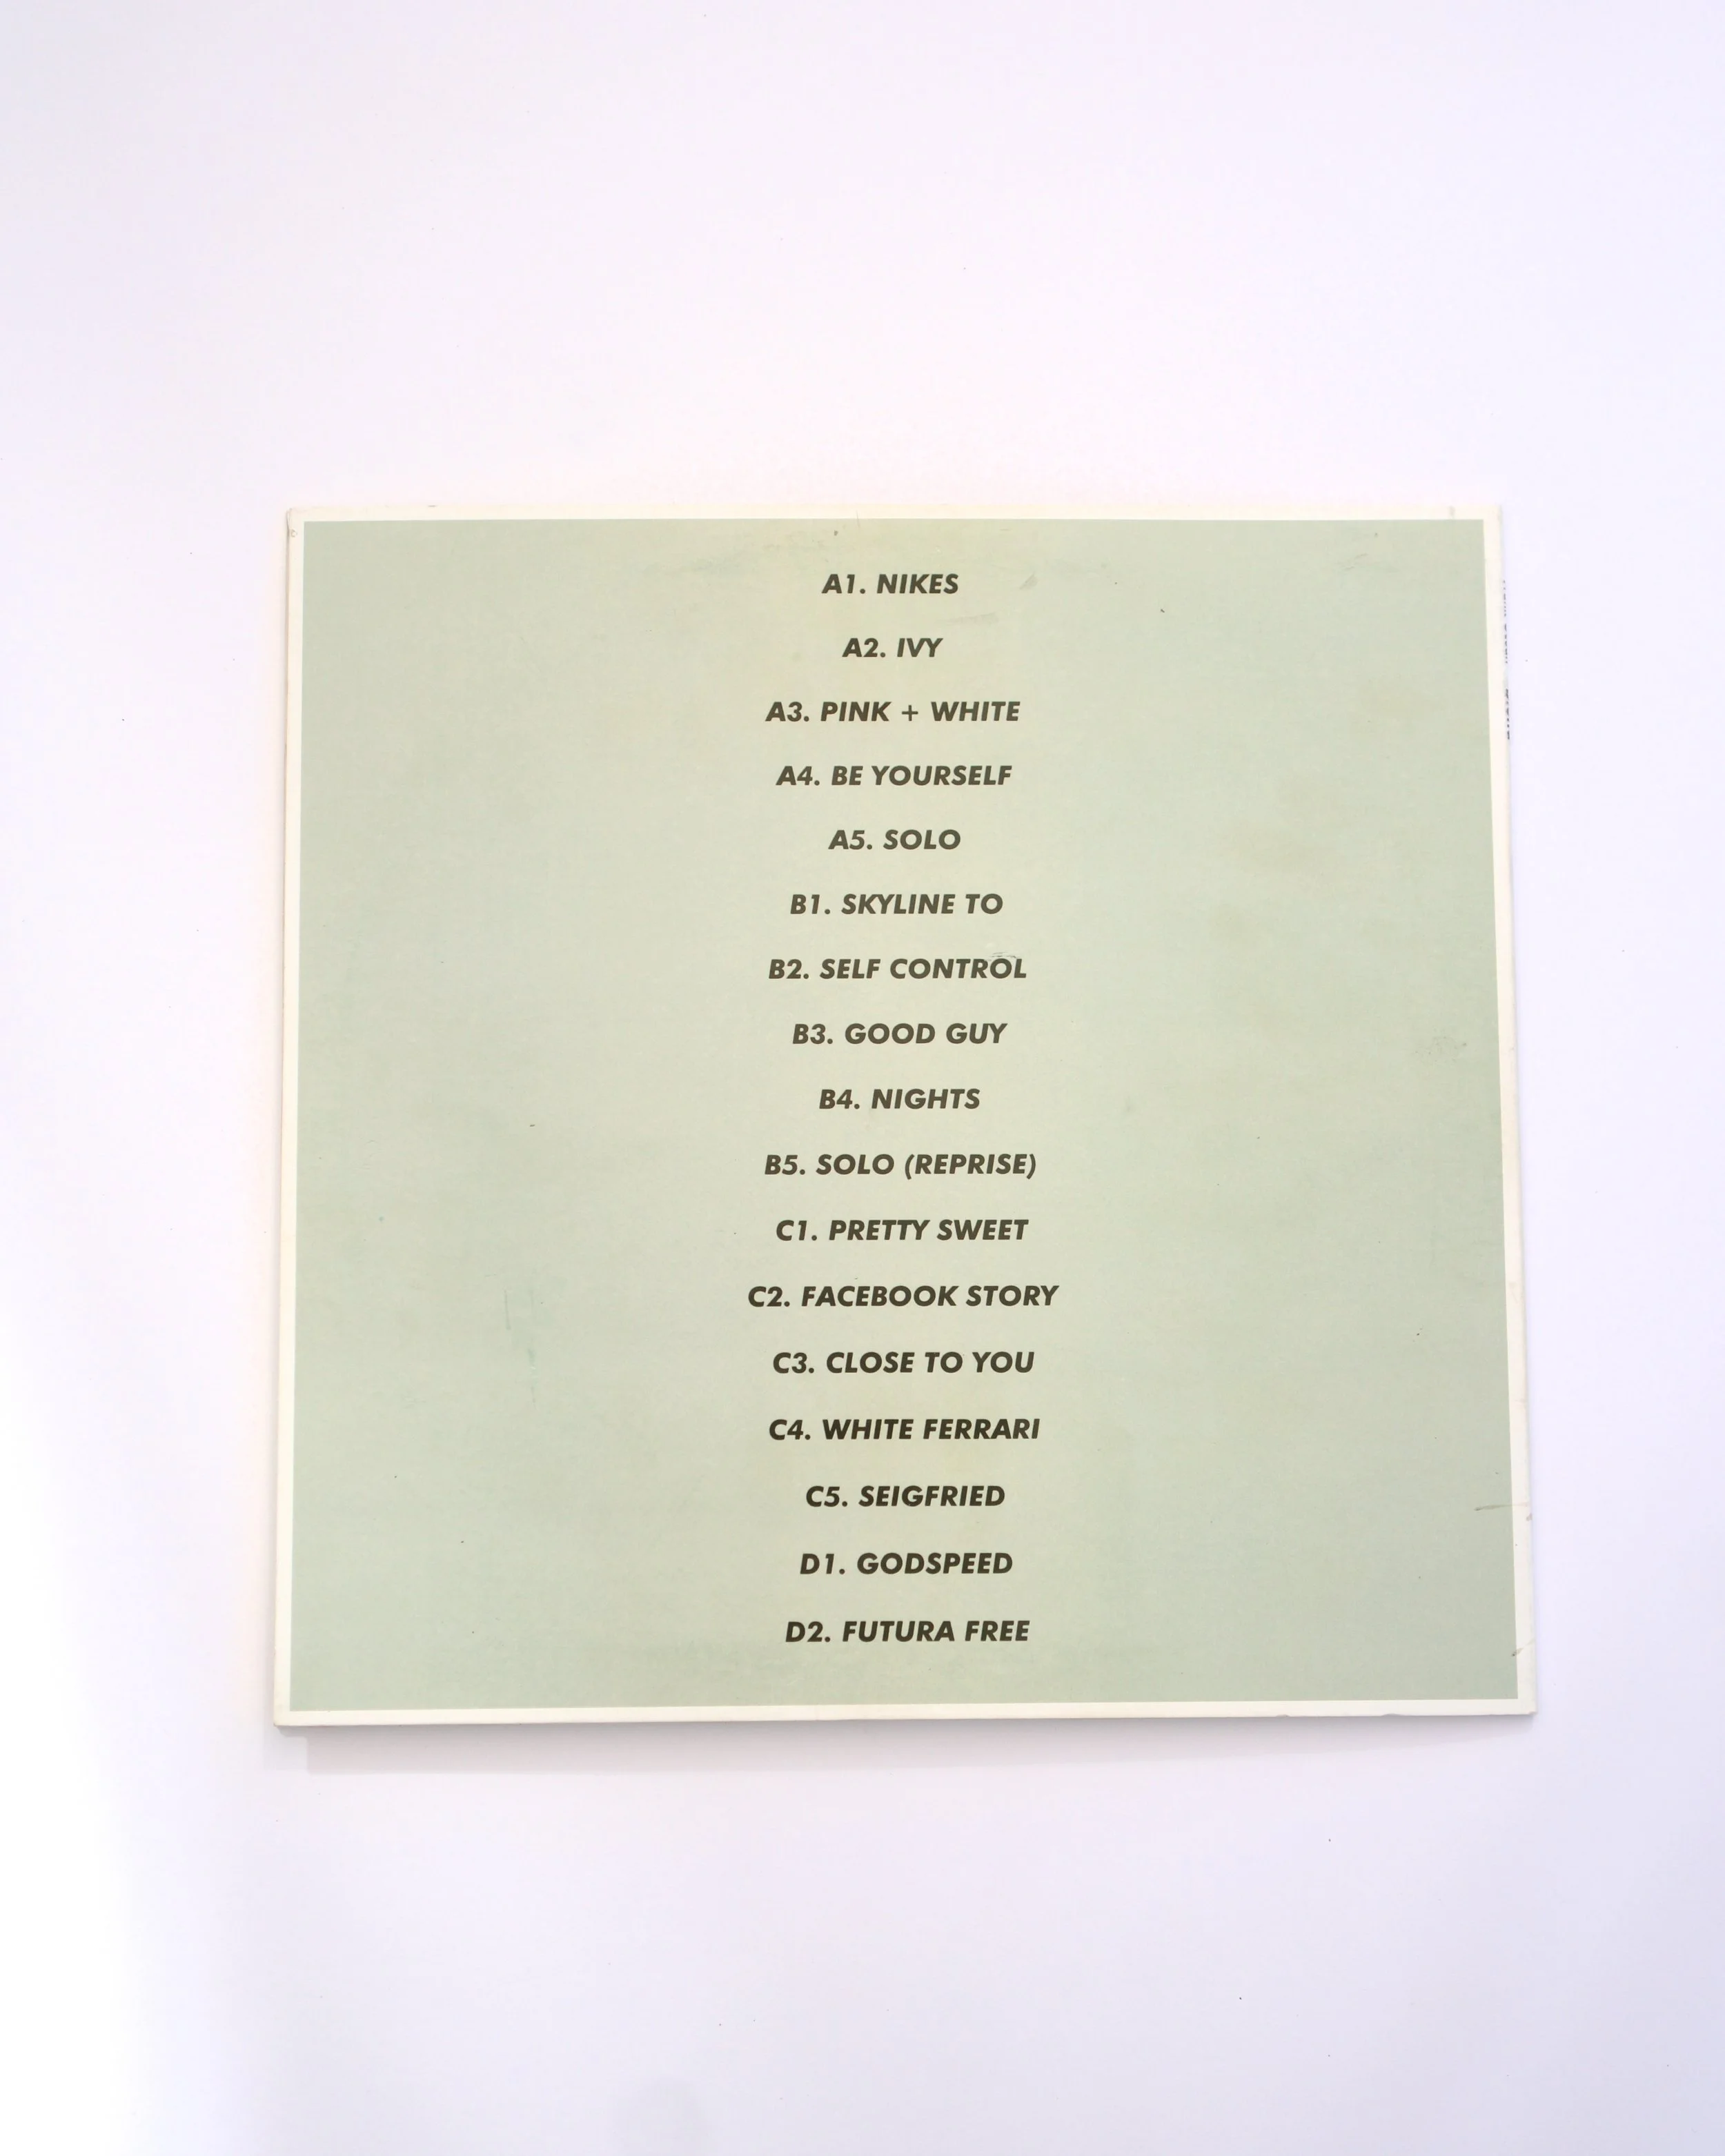 A1. NIKES
A2. IVY
A3. PINK + WHITE
A4. BE YOURSELF
A5. SOLO
B1. SKYLINE TO
B2. SELF CONTROL
B3. GOOD GUY
B4. NIGHTS
B5. SOLO (REPRISE)
C1. PRETTY SWEET
C2. FACEBOOK STORY
C3. CLOSE TO YOU
C4. WHITE FERRARI
C5. SEIGFRIED
D1. GODSPEED
D2. FUTURA FREE